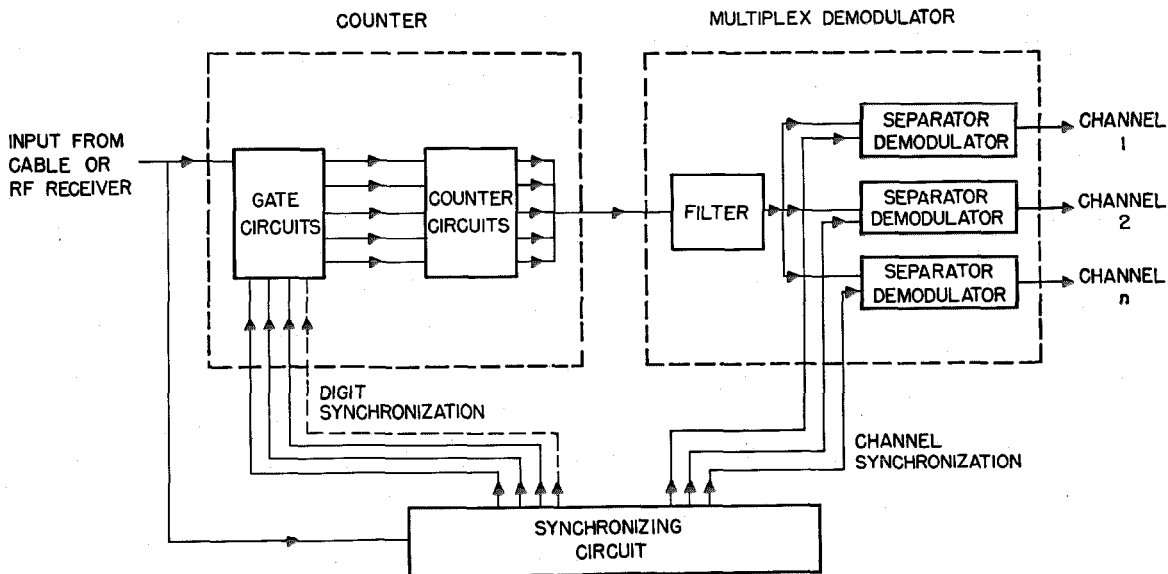 COUNTER
MULTIPLEX DEMODULATOR
INPUT FROM
CABLE OR
RF RECEIVER
GATE
CIRCUITS
COUNTER
CIRCUITS
FILTER
SEPARATOR
DEMODULATOR
CHANNEL
1
SEPARATOR
DEMODULATOR
CHANNEL
2
SEPARATOR
DEMODULATOR
CHANNEL
n
DIGIT
SYNCHRONIZATION
CHANNEL
SYNCHRONIZATION
SYNCHRONIZING
CIRCUIT